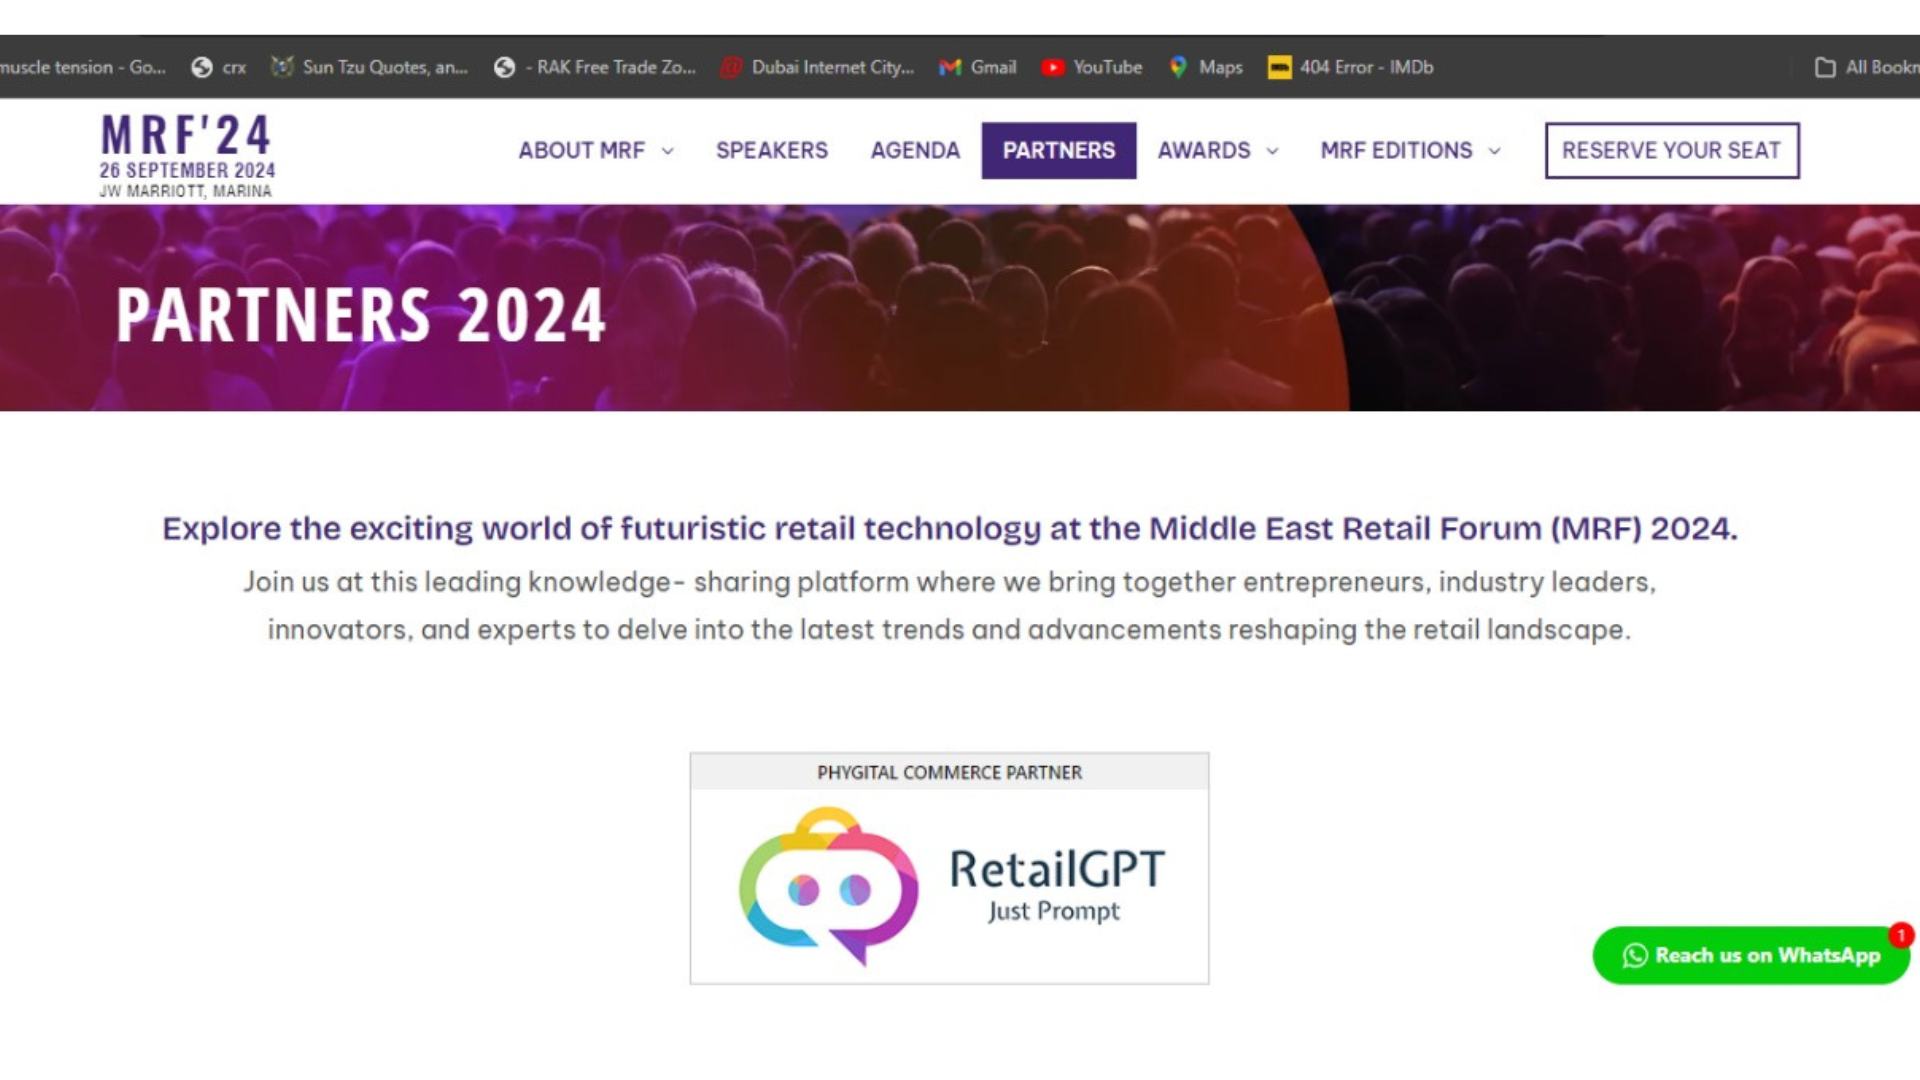 muscle tension - Go...
crx
Sun Tzu Quotes, an...
- RAK Free Trade Zo...
Dubai Internet City...
Gmail
YouTube
Maps
404 Error - IMDb
All Bookm
MRF'24
26 SEPTEMBER 2024
JW MARRIOTT, MARINA
ABOUT MRF
SPEAKERS
AGENDA
PARTNERS
AWARDS
MRF EDITIONS
RESERVE YOUR SEAT
PARTNERS 2024
Explore the exciting world of futuristic retail technology at the Middle East Retail Forum (MRF) 2024.
Join us at this leading knowledge- sharing platform where we bring together entrepreneurs, industry leaders,
innovators, and experts to delve into the latest trends and advancements reshaping the retail landscape.
PHYGITAL COMMERCE PARTNER
RetailGPT
Just Prompt
1
Reach us on WhatsApp